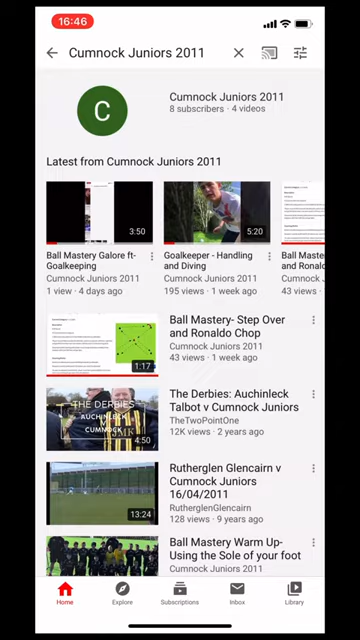 16:46
Cumnock Juniors 2011
C
Cumnock Juniors 2011
8 subscribers · 4 videos
Latest from Cumnock Juniors 2011
3:50
5:20
Ball Mastery Galore ft-
Goalkeeping
Cumnock Juniors 2011
1 view · 4 days ago
Goalkeeper - Handling
and Diving
Cumnock Juniors 2011
195 views · 1 week ago
Ball Mas
and Rona
Cumnock
43 views ·
1:17
Ball Mastery- Step Over
and Ronaldo Chop
Cumnock Juniors 2011
43 views · 1 week ago
THE DERBIES
AUCHINLECK
V
CUMNOCK
4:50
The Derbies: Auchinleck
Talbot v Cumnock Juniors
TheTwoPointOne
12K views · 2 years ago
13:24
Rutherglen Glencairn v
Cumnock Juniors
16/04/2011
RutherglenGlencairn
128 views · 9 years ago
Ball Mastery Warm Up-
Using the Sole of your foot
Cumnock Juniors 2011
Home
Explore
Subscriptions
Inbox
Library